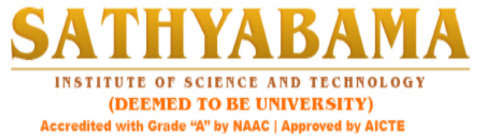 SATHYABAMA
INSTITUTE OF SCIENCE AND TECHNOLOGY
(DEEMED TO BE UNIVERSITY)
Accredited with Grade “A” by NAAC | Approved by AICTE